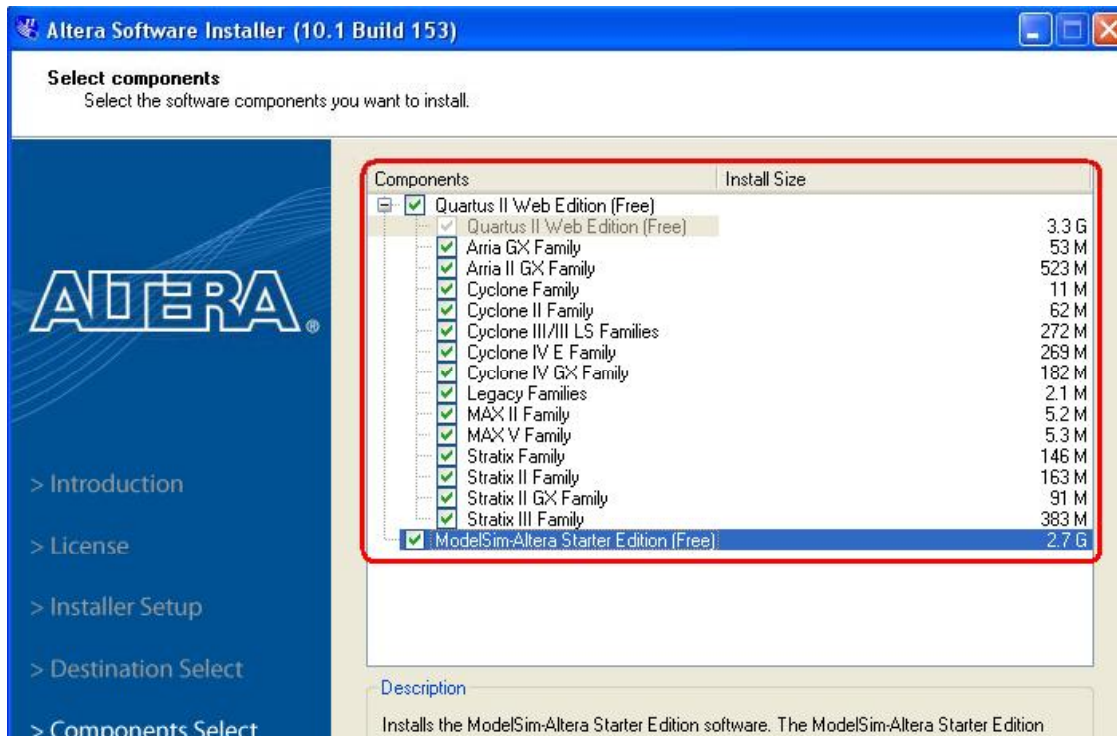 Altera Software Installer (10.1 Build 153)
Select components
Select the software components you want to install.
ALTERA®
> Introduction
> License
> Installer Setup
> Destination Select
> Components Select
Components Install Size
Quartus II Web Edition (Free)
Quartus II Web Edition (Free) 3.3 G
Arria GX Family 53 M
Arria II GX Family 523 M
Cyclone Family 11 M
Cyclone II Family 62 M
Cyclone III/III LS Families 272 M
Cyclone IV E Family 269 M
Cyclone IV GX Family 182 M
Legacy Families 2.1 M
MAX II Family 5.2 M
MAX V Family 5.3 M
Stratix Family 146 M
Stratix II Family 163 M
Stratix II GX Family 91 M
Stratix III Family 383 M
ModelSim-Altera Starter Edition (Free) 2.7 G
Description
Installs the ModelSim-Altera Starter Edition software. The ModelSim-Altera Starter Edition